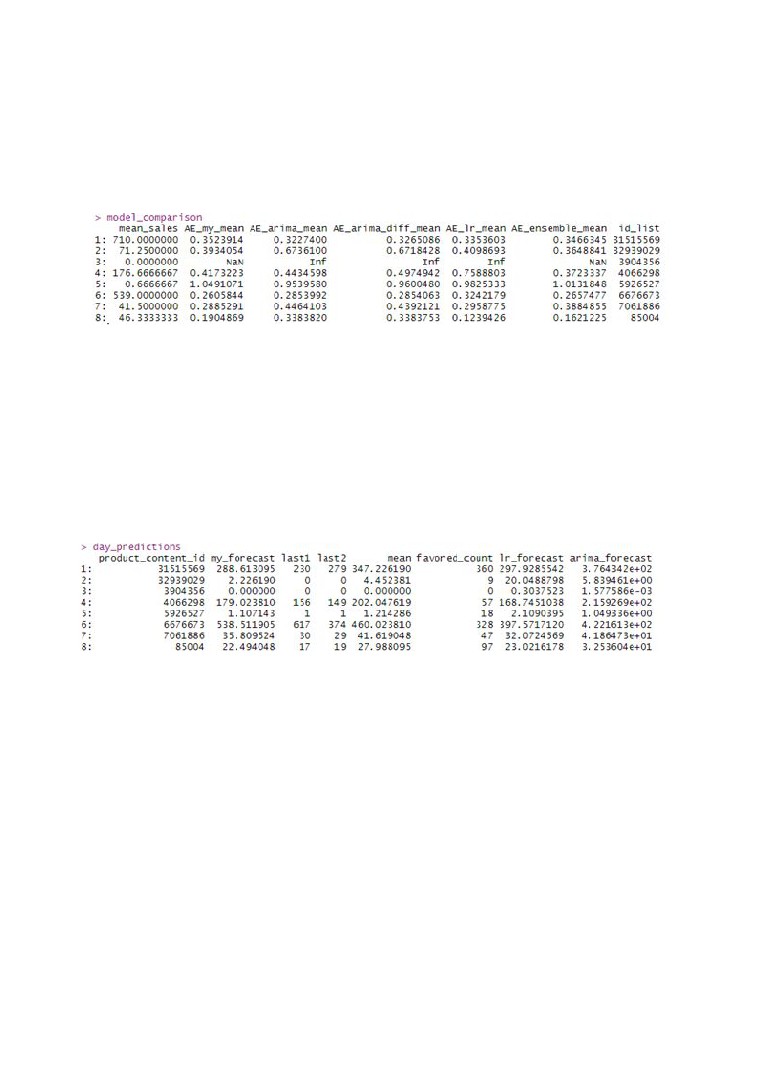 > model_comparison
mean_sales AE_my_mean AE_arima_mean AE_arima_diff_mean AE_lr_mean AE_ensemble_mean id_list
1: 710.0000000 0.3523914 0.3227400 0.3265086 0.3353603 0.3466345 31515569
2: 71.2500000 0.3934054 0.6736100 0.6718428 0.4098693 0.3648841 32939029
3: 0.0000000 NaN Inf Inf Inf NaN 3904356
4: 176.6666667 0.4173223 0.4434598 0.4974942 0.7588803 0.3723337 4066298
5: 0.6666667 1.0491071 0.9539580 0.9600480 0.9825333 1.0131848 5926527
6: 539.0000000 0.2605844 0.2853992 0.2854063 0.3242179 0.2657477 6676673
7: 41.5000000 0.2885291 0.4464103 0.4392121 0.2958775 0.3884855 7061886
8: 46.3333333 0.1904869 0.3383820 0.3383753 0.1239426 0.1621225 85004
> day_predictions
product_content_id my_forecast last1 last2 mean favored_count lr_forecast arima_forecast
1: 31515569 288.613095 230 279 347.226190 360 297.9285542 3.764342e+02
2: 32939029 2.226190 0 0 4.452381 9 20.0488798 5.839461e+00
3: 3904356 0.000000 0 0 0.000000 0 0.3037523 1.577586e-03
4: 4066298 179.023810 156 149 202.047619 57 168.7451038 2.159269e+02
5: 5926527 1.107143 1 1 1.214286 18 2.1090395 1.049336e+00
6: 6676673 538.511905 617 374 460.023810 328 397.5717120 4.221613e+02
7: 7061886 35.809524 30 29 41.619048 47 32.0724569 4.186473e+01
8: 85004 22.494048 17 19 27.988095 97 23.0216178 3.253604e+01